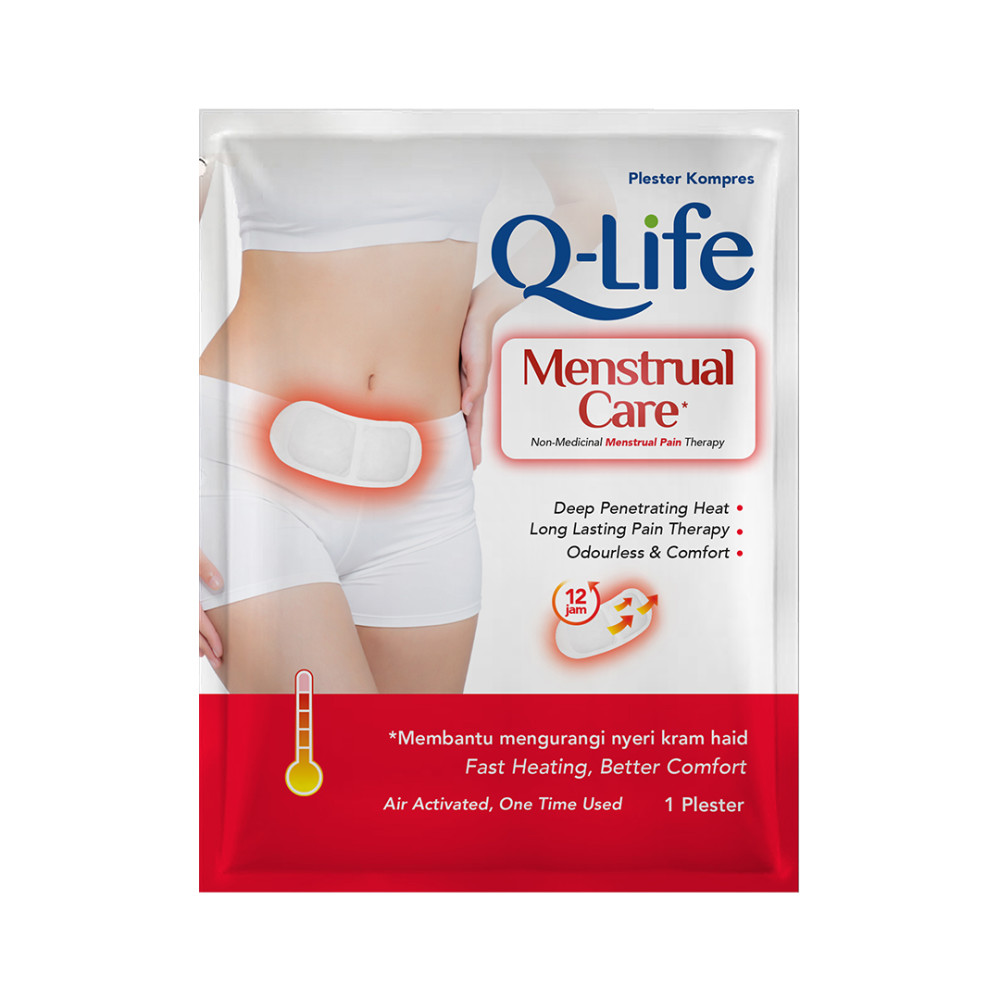 Plester Kompres
Q-Life
Menstrual
Care*
Non-Medicinal Menstrual Pain Therapy
Deep Penetrating Heat •
Long Lasting Pain Therapy •
Odourless & Comfort •
12
jam
*Membantu mengurangi nyeri kram haid
Fast Heating, Better Comfort
Air Activated, One Time Used 1 Plester